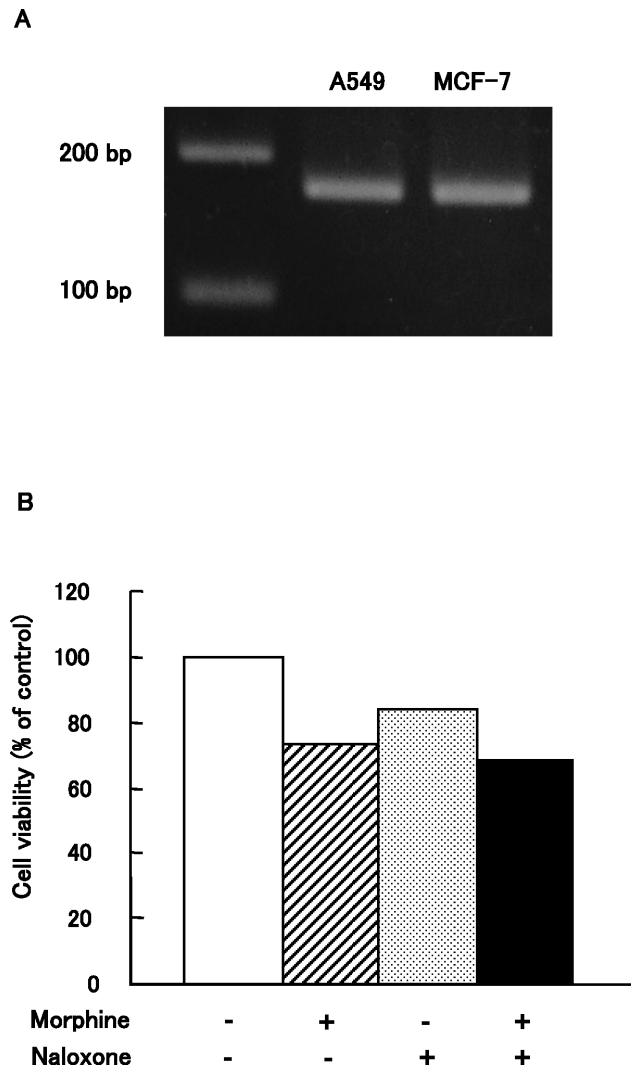 A
A549 MCF-7
200 bp
100 bp
B
Cell viability (% of control)
120
100
80
60
40
20
0
Morphine - + - +
Naloxone - - + +